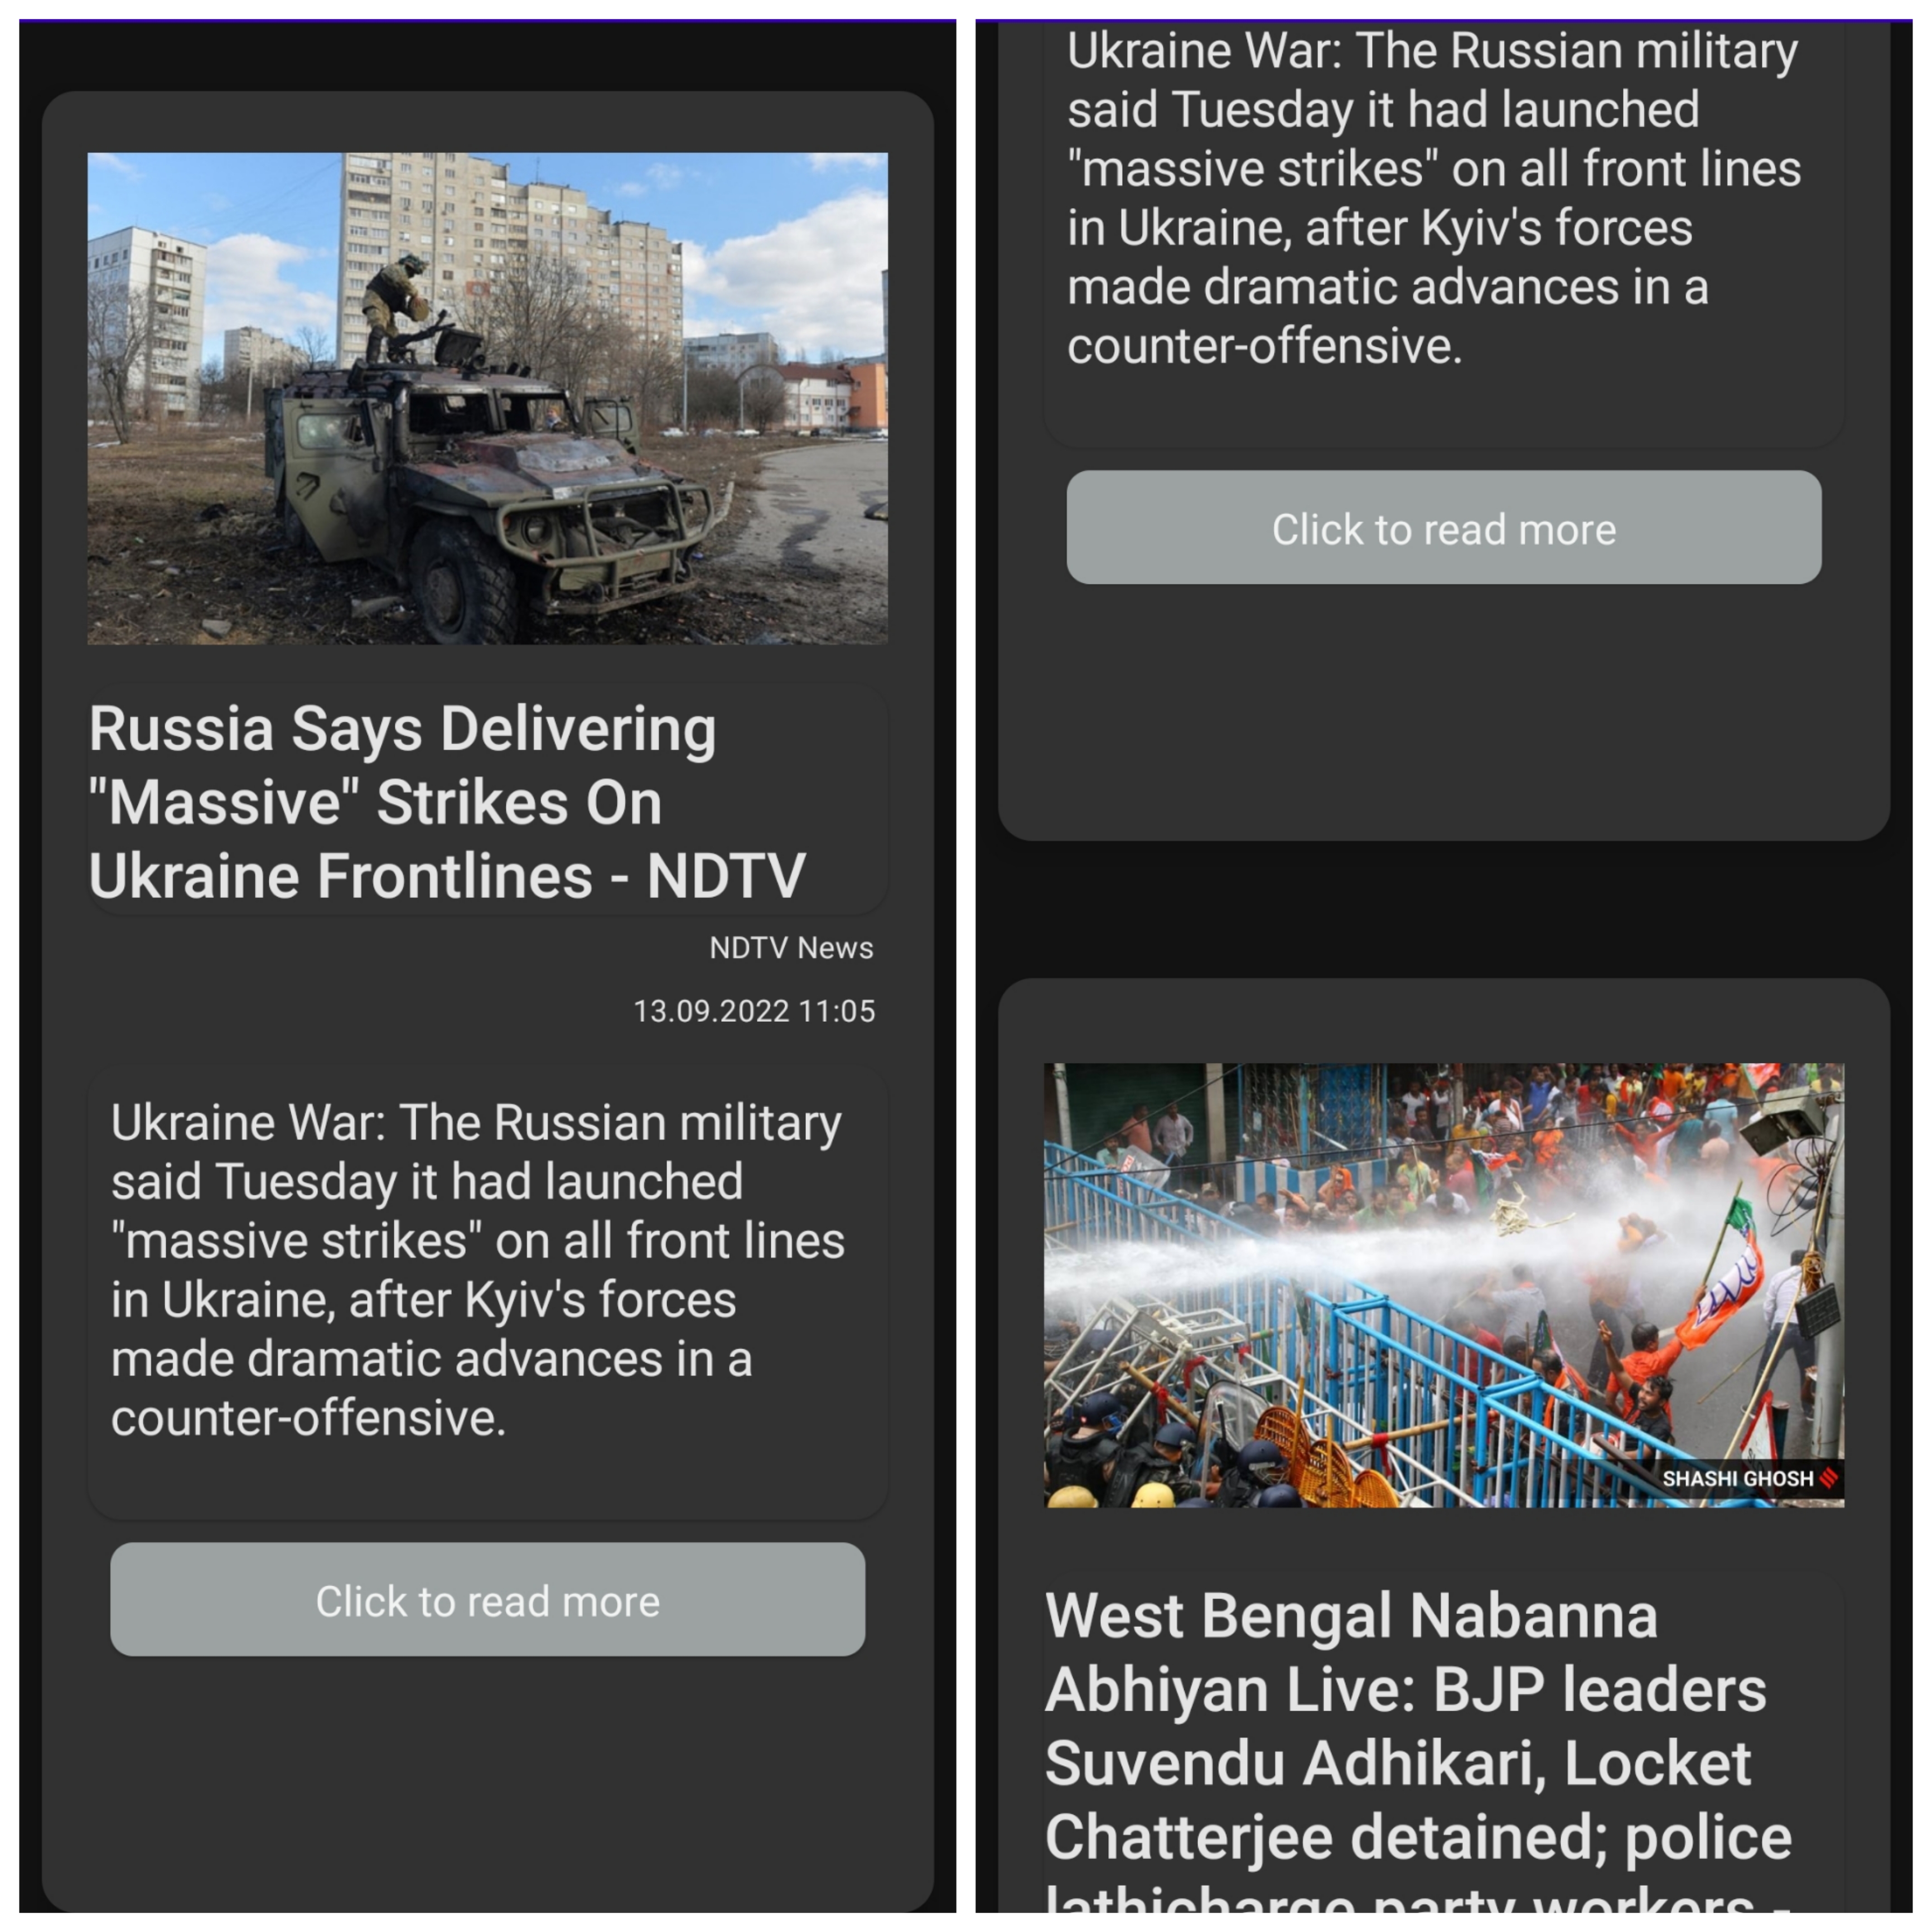 Russia Says Delivering
"Massive" Strikes On
Ukraine Frontlines - NDTV
NDTV News
13.09.2022 11:05
Ukraine War: The Russian military
said Tuesday it had launched
"massive strikes" on all front lines
in Ukraine, after Kyiv's forces
made dramatic advances in a
counter-offensive.
Click to read more
Ukraine War: The Russian military
said Tuesday it had launched
"massive strikes" on all front lines
in Ukraine, after Kyiv's forces
made dramatic advances in a
counter-offensive.
Click to read more
SHASHI GHOSH
West Bengal Nabanna
Abhiyan Live: BJP leaders
Suvendu Adhikari, Locket
Chatterjee detained; police
lathicharge party workers -